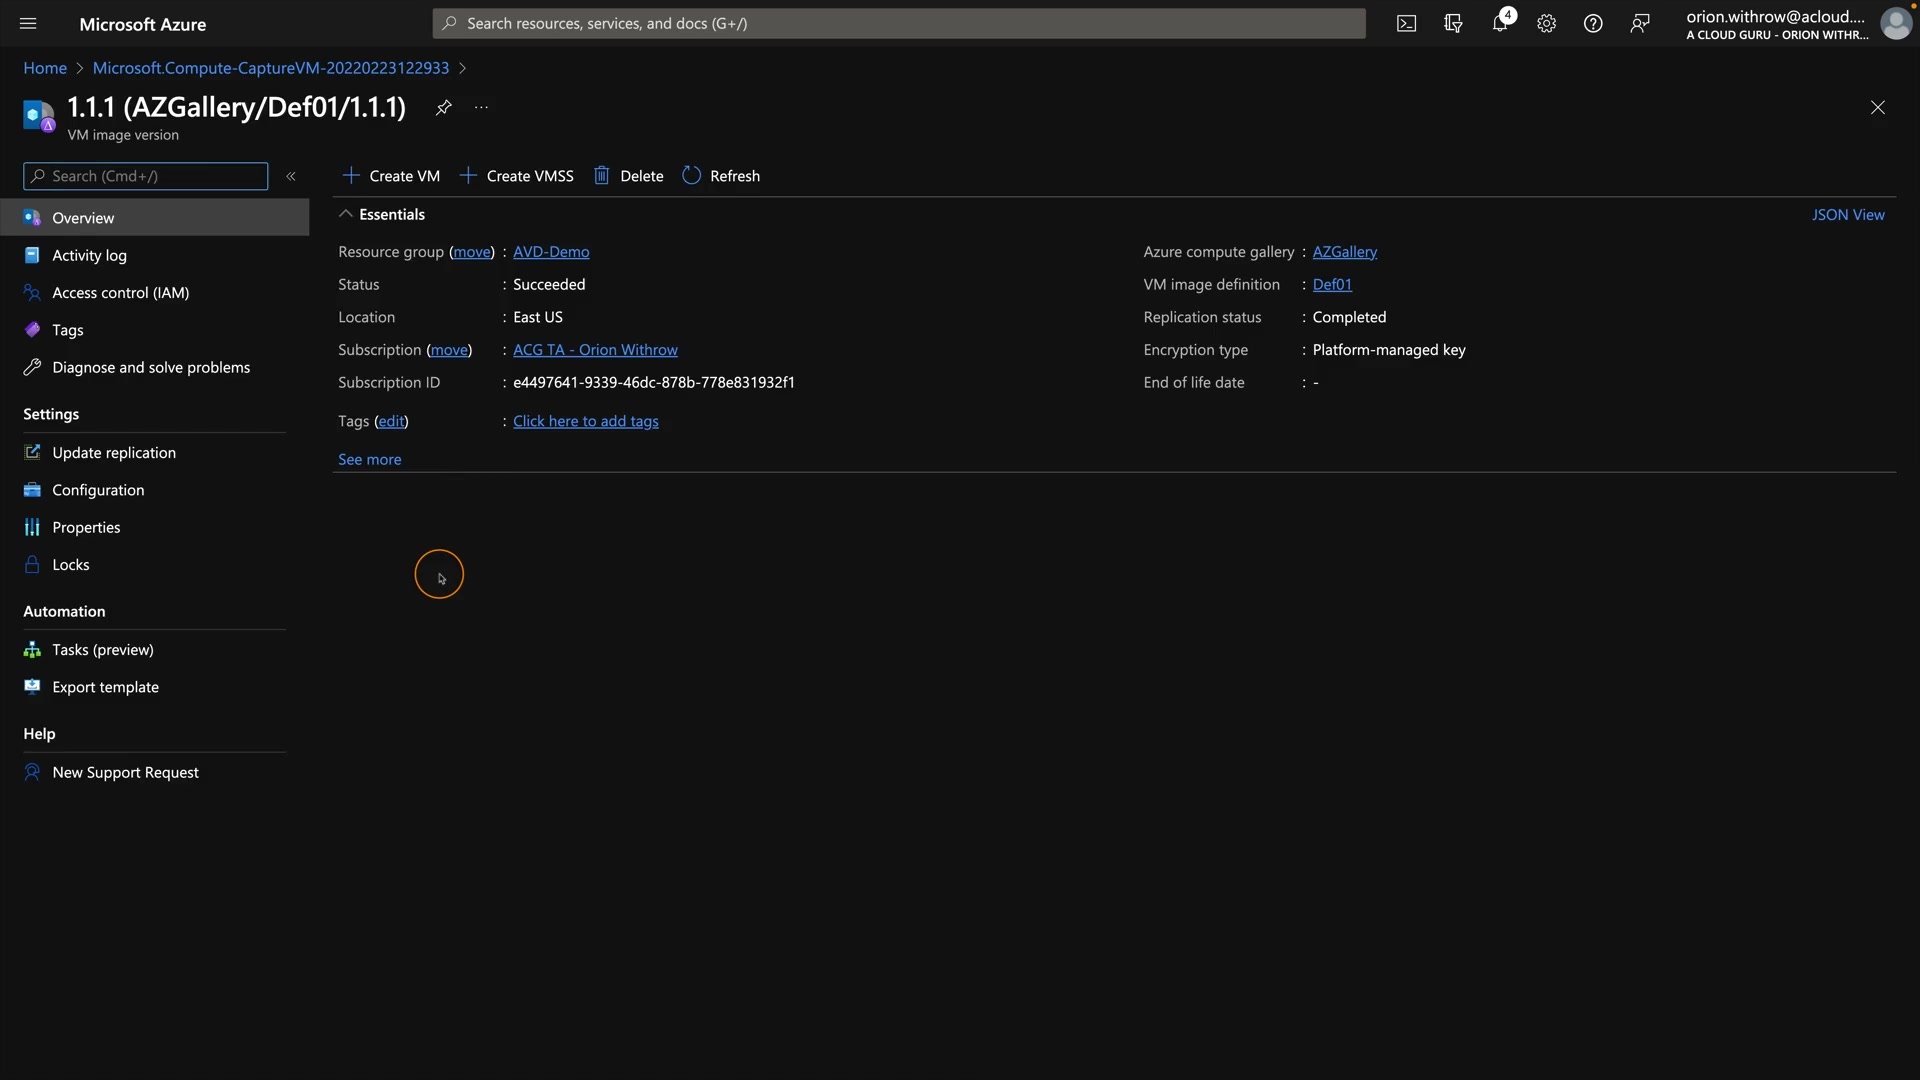 Microsoft Azure
Search resources, services, and docs (G+/)
4
orion.withrow@acloud....
A CLOUD GURU - ORION WITHR...
Home > Microsoft.Compute-CaptureVM-20220223122933 >
1.1.1 (AZGallery/Def01/1.1.1)
VM image version
Search (Cmd+/)
Create VM
Create VMSS
Delete
Refresh
Overview
Activity log
Access control (IAM)
Tags
Diagnose and solve problems
Settings
Update replication
Configuration
Properties
Locks
Automation
Tasks (preview)
Export template
Help
New Support Request
Essentials
JSON View
Resource group (move) : AVD-Demo
Status : Succeeded
Location : East US
Subscription (move) : ACG TA - Orion Withrow
Subscription ID : e4497641-9339-46dc-878b-778e831932f1
Tags (edit) : Click here to add tags
See more
Azure compute gallery : AZGallery
VM image definition : Def01
Replication status : Completed
Encryption type : Platform-managed key
End of life date : -